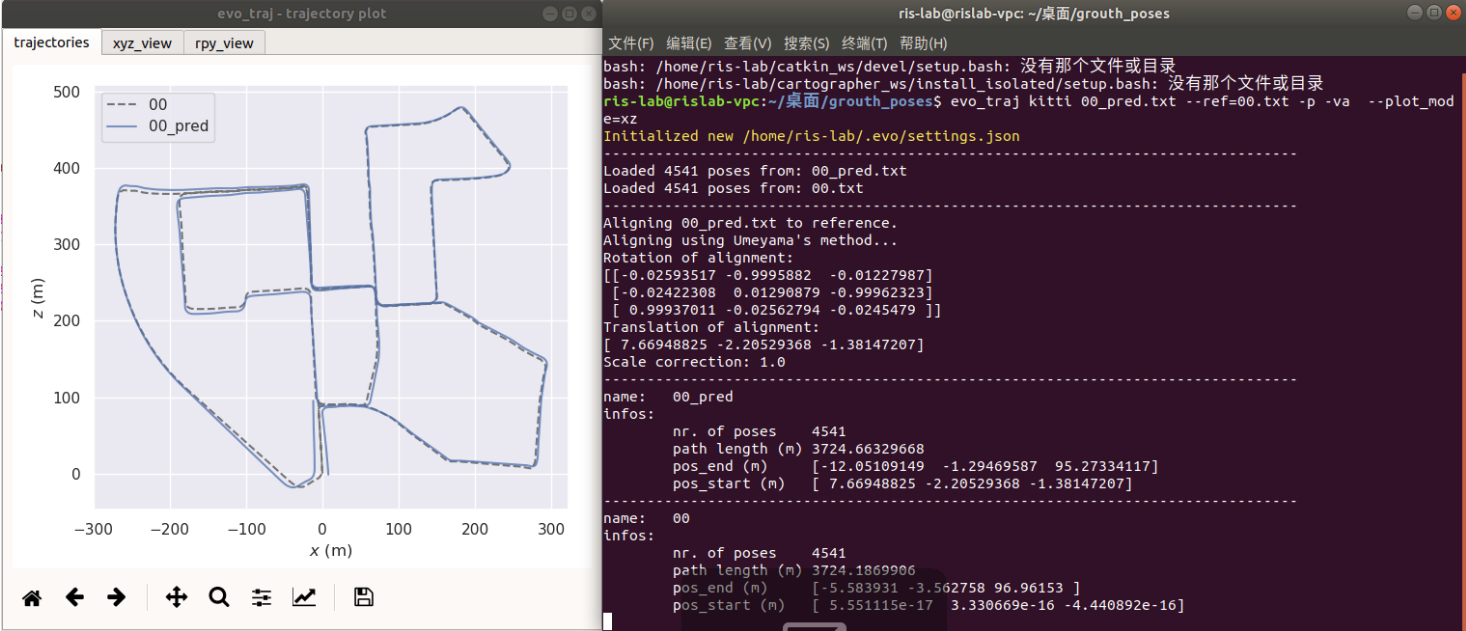 evo_traj - trajectory plot
trajectories xyz_view rpy_view
500
400
300
200
100
0
z (m)
00
00_pred
−300 −200 −100 0 100 200 300
x (m)
ris-lab@rislab-vpc: ~/桌面/grouth_poses
文件(F) 编辑(E) 查看(V) 搜索(S) 终端(T) 帮助(H)
bash: /home/ris-lab/catkin_ws/devel/setup.bash: 没有那个文件或目录
bash: /home/ris-lab/cartographer_ws/install_isolated/setup.bash: 没有那个文件或目录
ris-lab@rislab-vpc:~/桌面/grouth_poses$ evo_traj kitti 00_pred.txt --ref=00.txt -p -va  --plot_mod
e=xz
Initialized new /home/ris-lab/.evo/settings.json
--------------------------------------------------------------------------------
Loaded 4541 poses from: 00_pred.txt
Loaded 4541 poses from: 00.txt
--------------------------------------------------------------------------------
Aligning 00_pred.txt to reference.
Aligning using Umeyama's method...
Rotation of alignment:
[[-0.02593517 -0.9995882  -0.01227987]
 [-0.02422308  0.01290879 -0.99962323]
 [ 0.99937011 -0.02562794 -0.0245479 ]]
Translation of alignment:
[ 7.66948825 -2.20529368 -1.38147207]
Scale correction: 1.0
--------------------------------------------------------------------------------
name:   00_pred
infos:
        nr. of poses    4541
        path length (m) 3724.66329668
        pos_end (m)     [-12.05109149  -1.29469587  95.27334117]
        pos_start (m)   [ 7.66948825 -2.20529368 -1.38147207]
--------------------------------------------------------------------------------
name:   00
infos:
        nr. of poses    4541
        path length (m) 3724.1869906
        pos_end (m)     [-5.583931 -3.562758 96.96153 ]
        pos_start (m)   [ 5.551115e-17  3.330669e-16 -4.440892e-16]